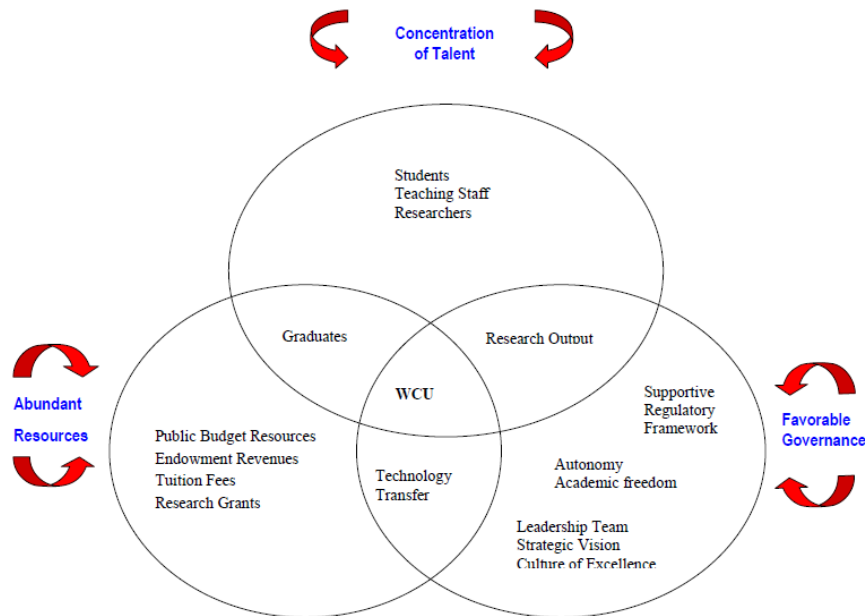 Concentration
of Talent
Students
Teaching Staff
Researchers
Graduates
Research Output
WCU
Abundant
Resources
Supportive
Regulatory
Framework
Favorable
Governance
Public Budget Resources
Endowment Revenues
Tuition Fees
Research Grants
Technology
Transfer
Autonomy
Academic freedom
Leadership Team
Strategic Vision
Culture of Excellence